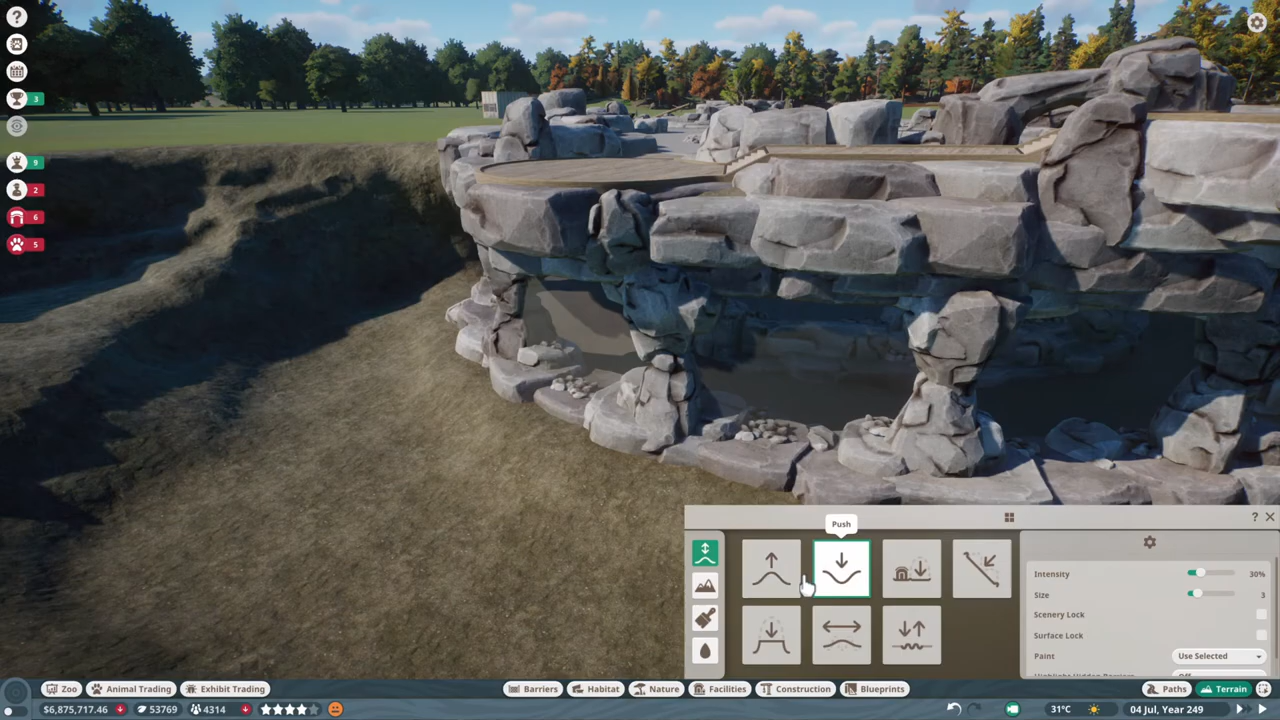 ?
3
9
2
6
5
Push
?
Intensity 30%
Size 3
Scenery Lock
Surface Lock
Paint Use Selected
Zoo Animal Trading Exhibit Trading Barriers Habitat Nature Facilities Construction Blueprints Paths Terrain
$6,875,717.46 53769 4314 31°C 04 Jul, Year 249